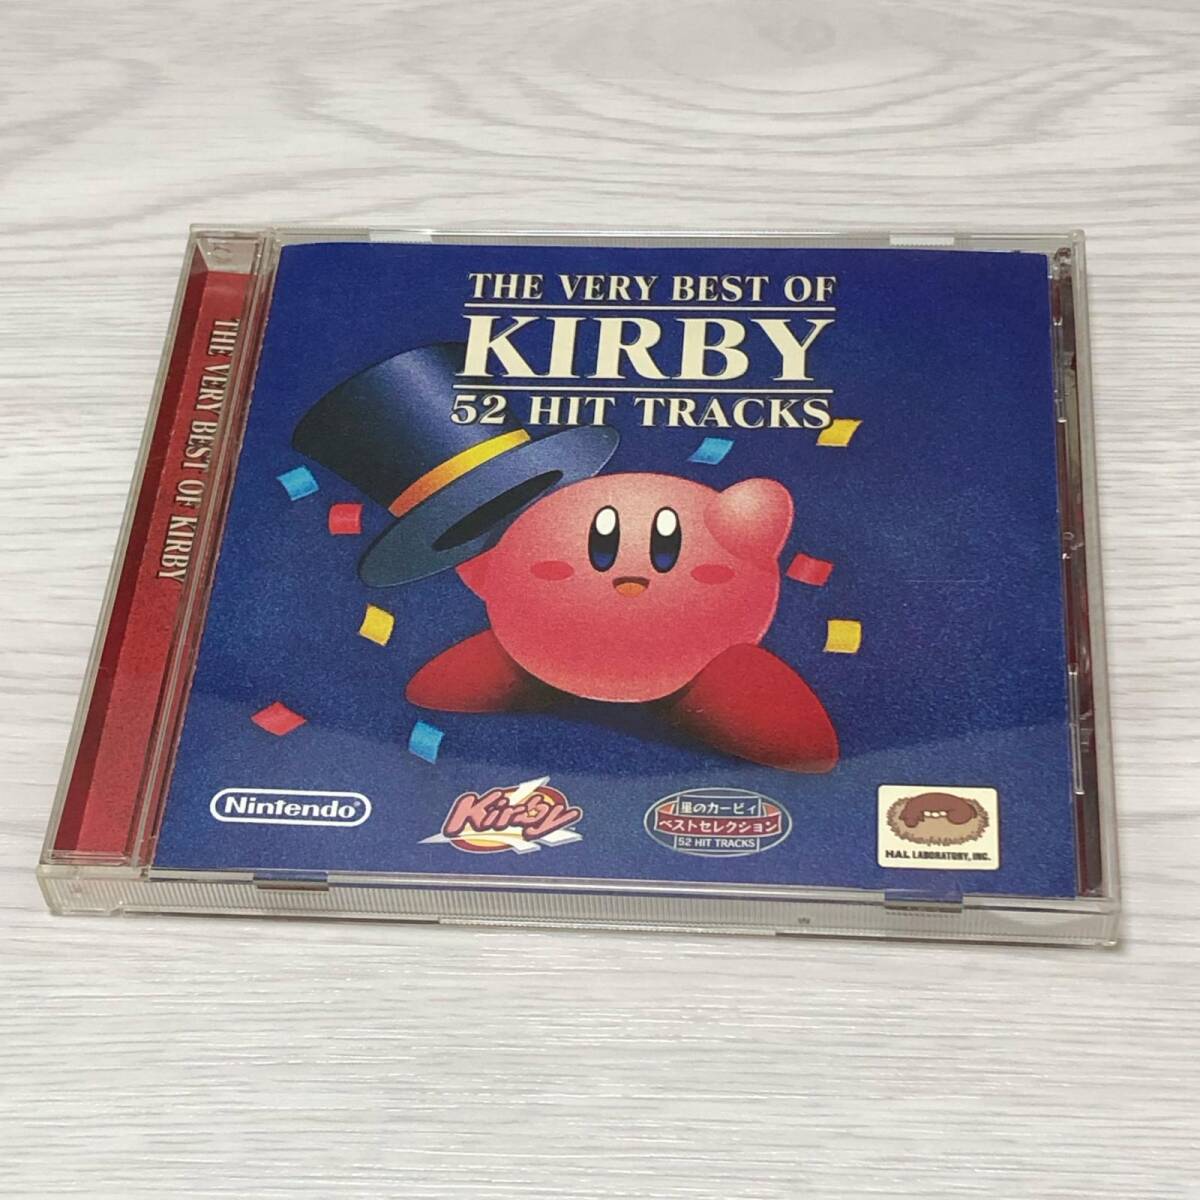 THE VERY BEST OF
KIRBY
52 HIT TRACKS
THE VERY BEST OF KIRBY
Nintendo
Kirby
星のカービィ
ベストセレクション
52 HIT TRACKS
HAL LABORATORY, INC.